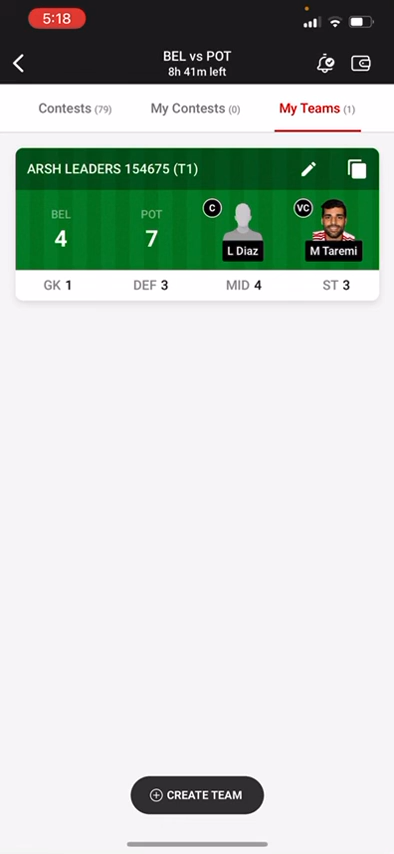 5:18
BEL vs POT
8h 41m left
Contests (79) My Contests (0) My Teams (1)
ARSH LEADERS 154675 (T1)
BEL POT C VC
4 7
L Diaz M Taremi
GK 1 DEF 3 MID 4 ST 3
CREATE TEAM